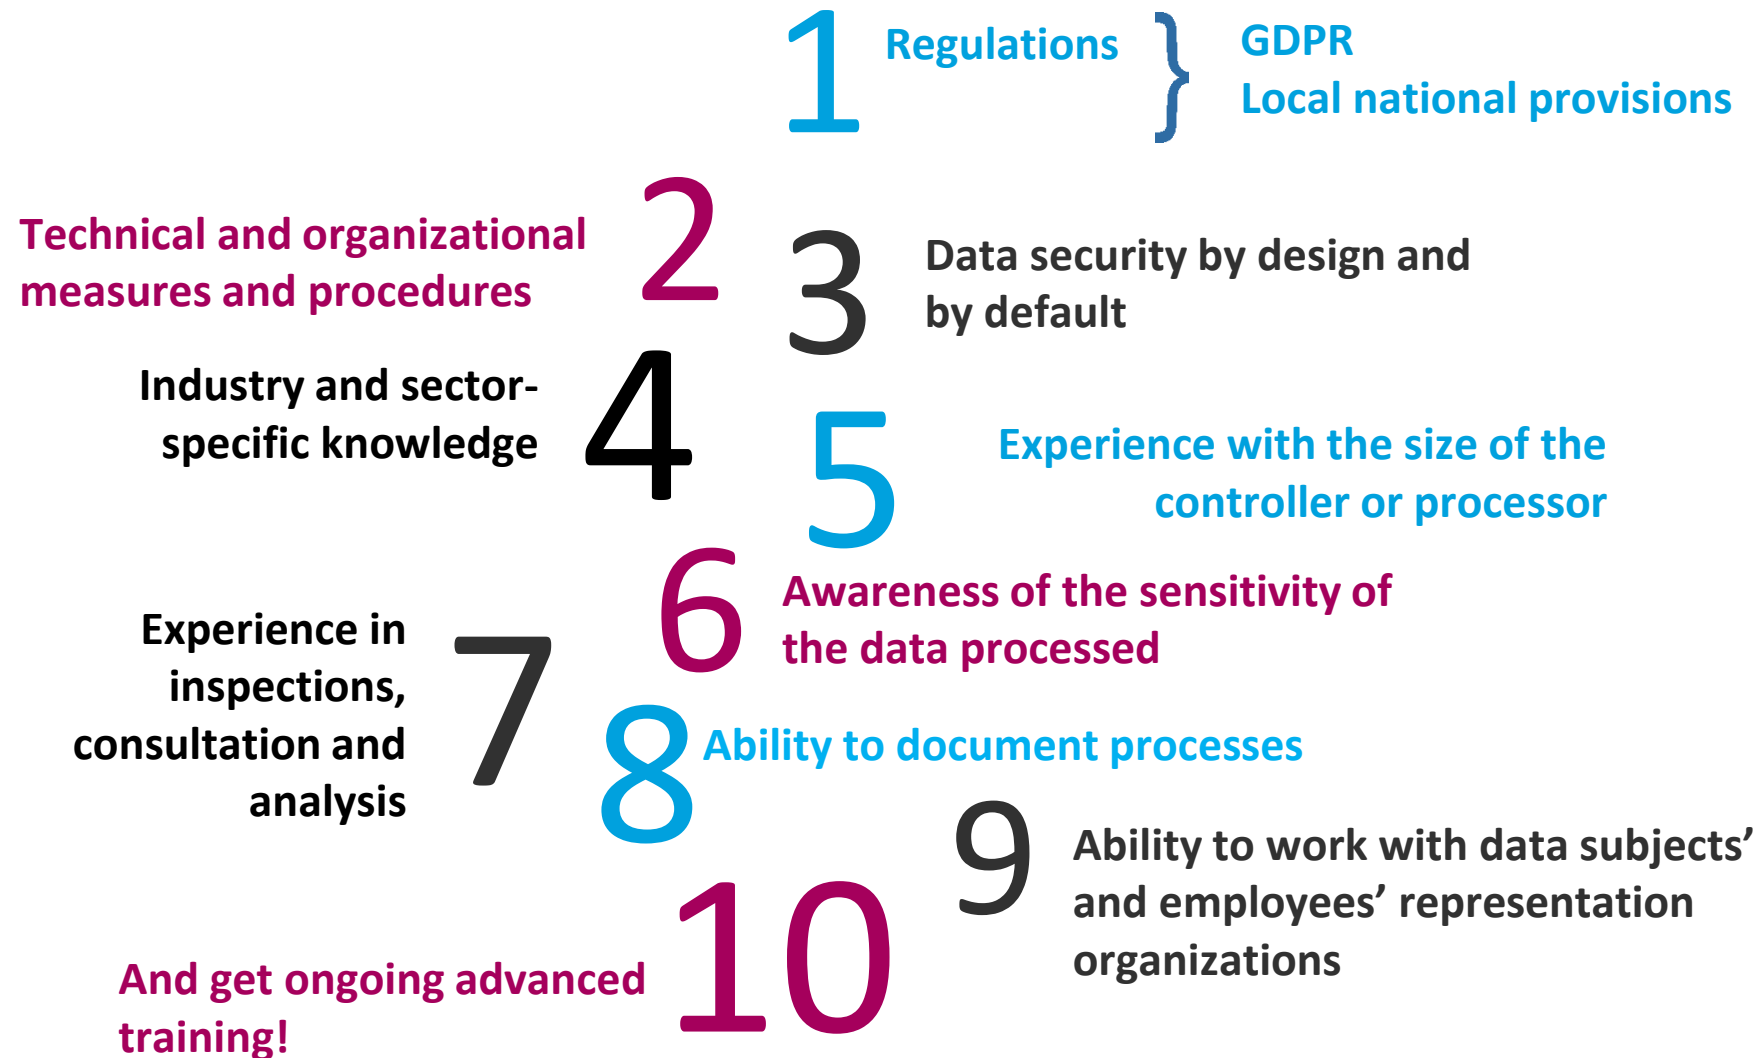 1 Regulations } GDPR
Local national provisions
2
Technical and organizational
measures and procedures
3
Data security by design and
by default
4
Industry and sector-
specific knowledge
5
Experience with the size of the
controller or processor
6
Awareness of the sensitivity of
the data processed
7
Experience in
inspections,
consultation and
analysis
8 Ability to document processes
9
Ability to work with data subjects’
and employees’ representation
organizations
10
And get ongoing advanced
training!